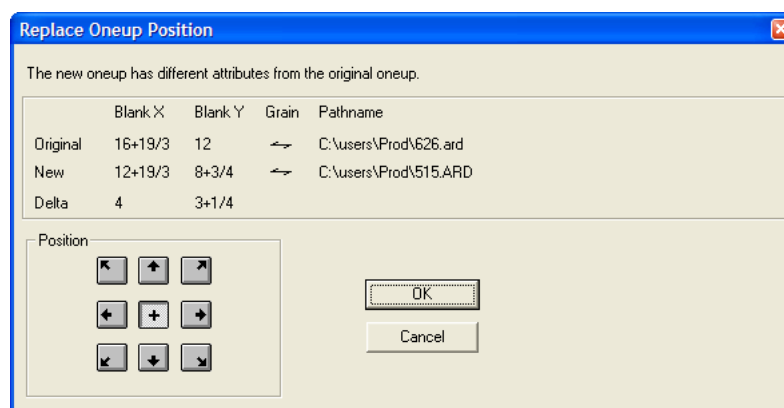 Replace Oneup Position
The new oneup has different attributes from the original oneup.
Blank X Blank Y Grain Pathname
Original 16+19/3 12 C:\users\Prod\626.ard
New 12+19/3 8+3/4 C:\users\Prod\515.ARD
Delta 4 3+1/4
Position
OK
Cancel